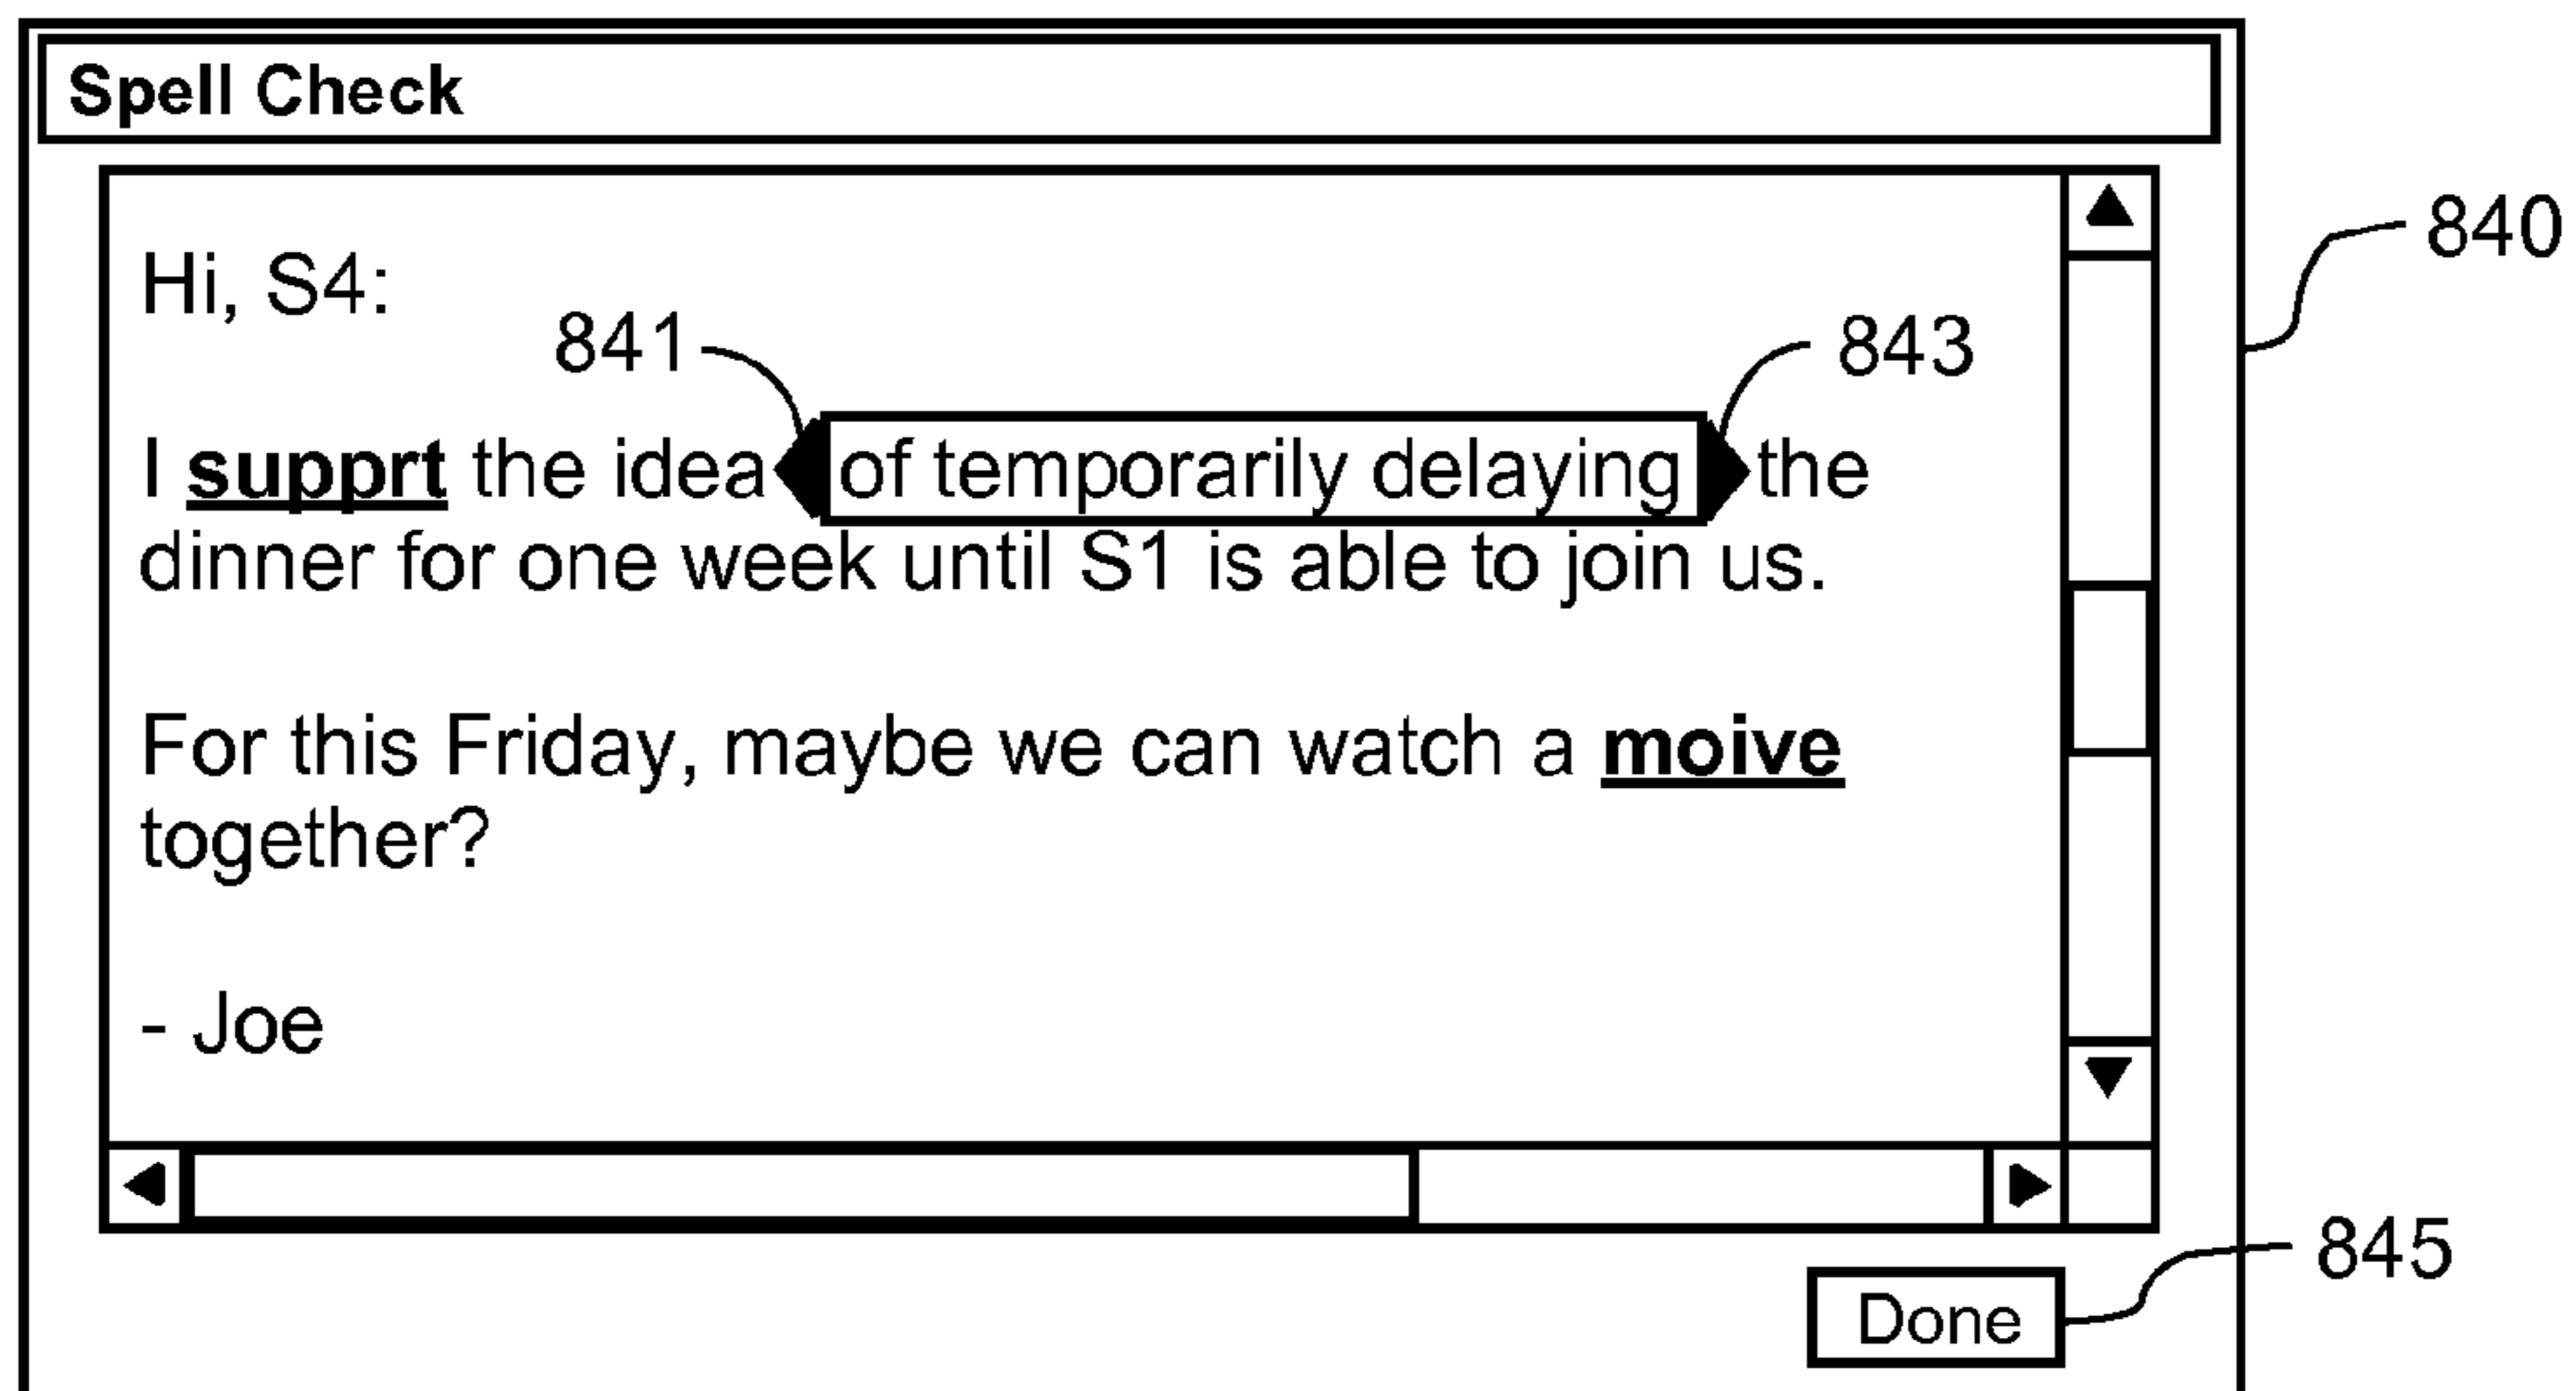 Spell Check
840
Hi, S4:
841
843
I supprt the idea of temporarily delaying the
dinner for one week until S1 is able to join us.
For this Friday, maybe we can watch a moive
together?
- Joe
845
Done